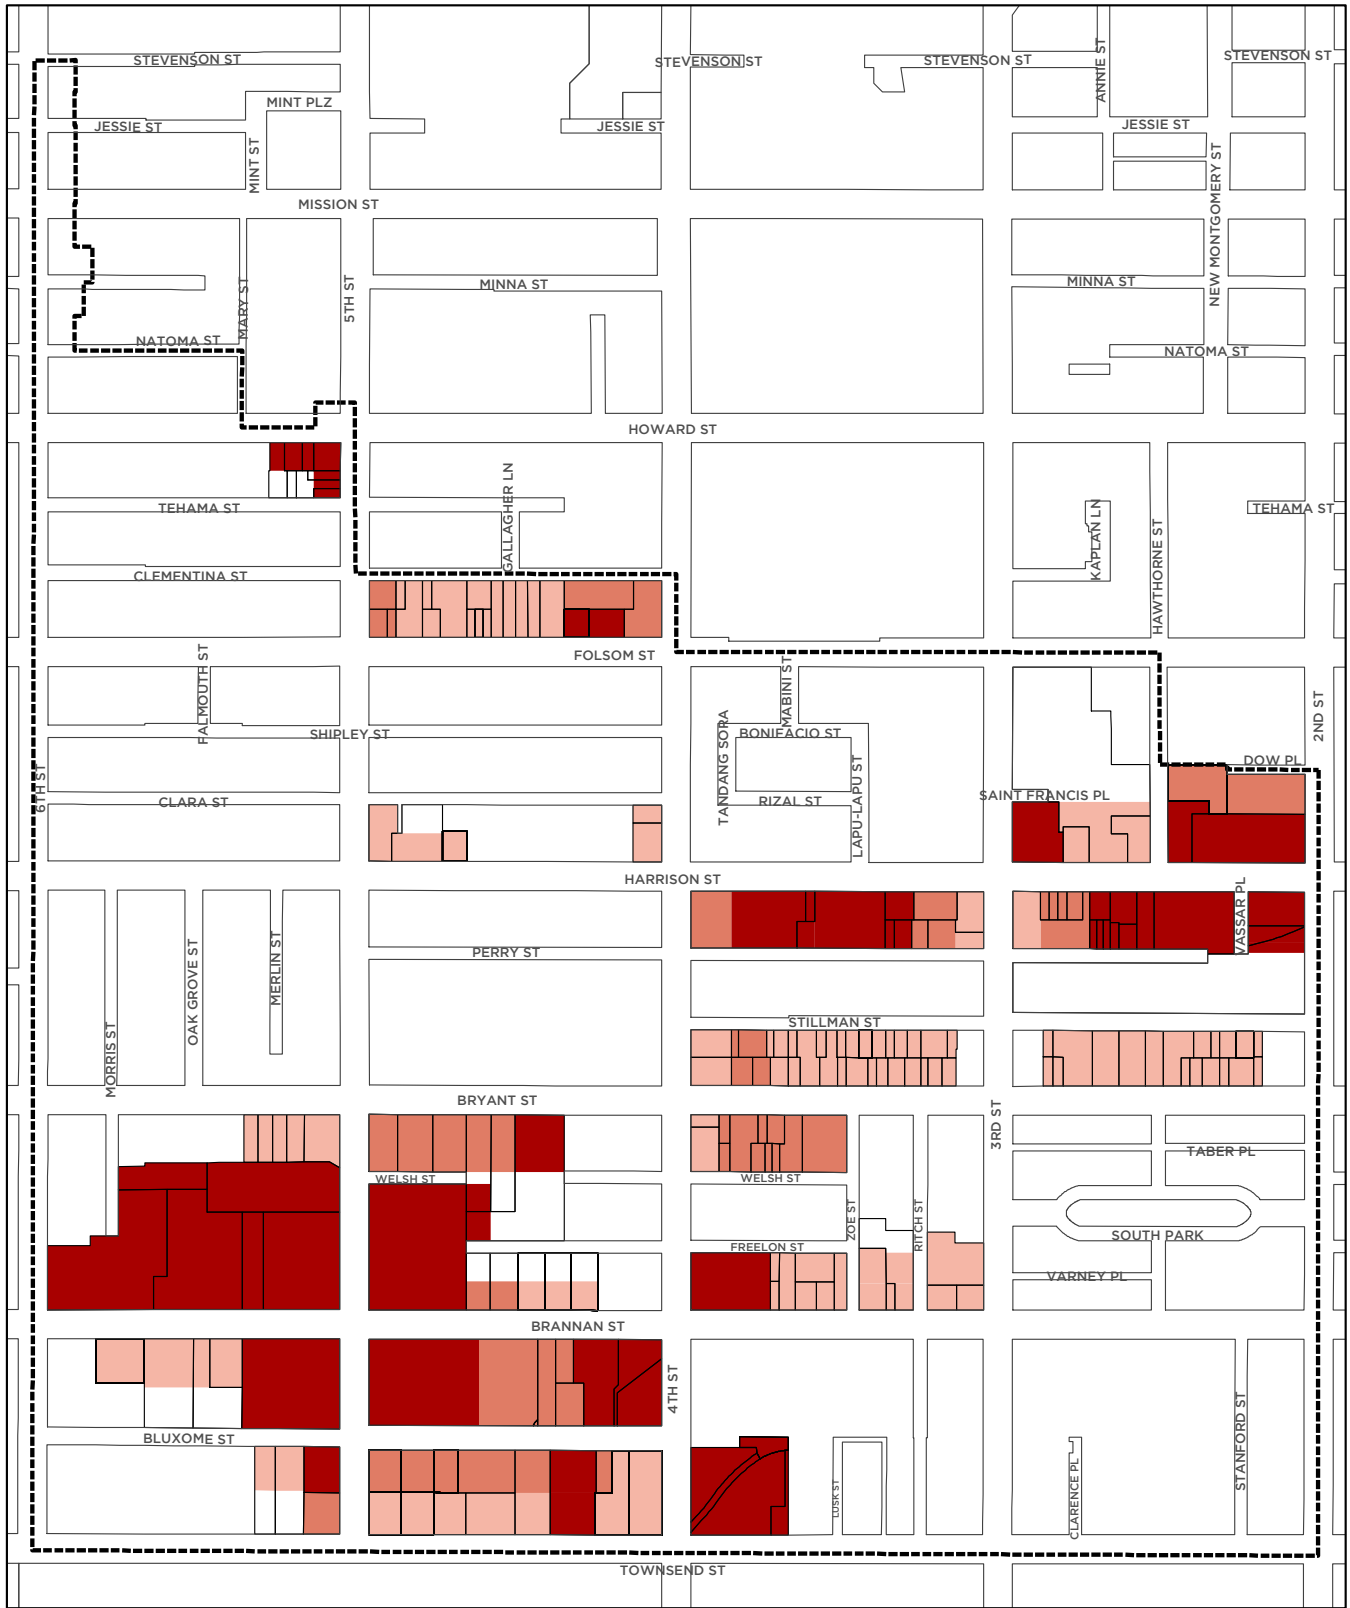 STEVENSON ST
STEVENSON ST
STEVENSON ST
STEVENSON ST
ANNIE ST
MINT PLZ
JESSIE ST
JESSIE ST
JESSIE ST
MINT ST
NEW MONTGOMERY ST
MISSION ST
MARY ST
5TH ST
MINNA ST
MINNA ST
NATOMA ST
NATOMA ST
HOWARD ST
GALLAGHER LN
KAPLAN LN
HAWTHORNE ST
TEHAMA ST
TEHAMA ST
CLEMENTINA ST
FOLSOM ST
FALMOUTH ST
MABINI ST
2ND ST
SHIPLEY ST
TANDANG SORA
BONIFACIO ST
LAPU-LAPU ST
DOW PL
6TH ST
CLARA ST
RIZAL ST
SAINT FRANCIS PL
HARRISON ST
VASSAR PL
OAK GROVE ST
MERLIN ST
PERRY ST
STILLMAN ST
MORRIS ST
BRYANT ST
3RD ST
TABER PL
WELSH ST
WELSH ST
ZOE ST
RITCH ST
SOUTH PARK
FREELON ST
VARNEY PL
BRANNAN ST
4TH ST
BLUXOME ST
STANFORD ST
LUSK ST
CLARENCE PL
TOWNSEND ST